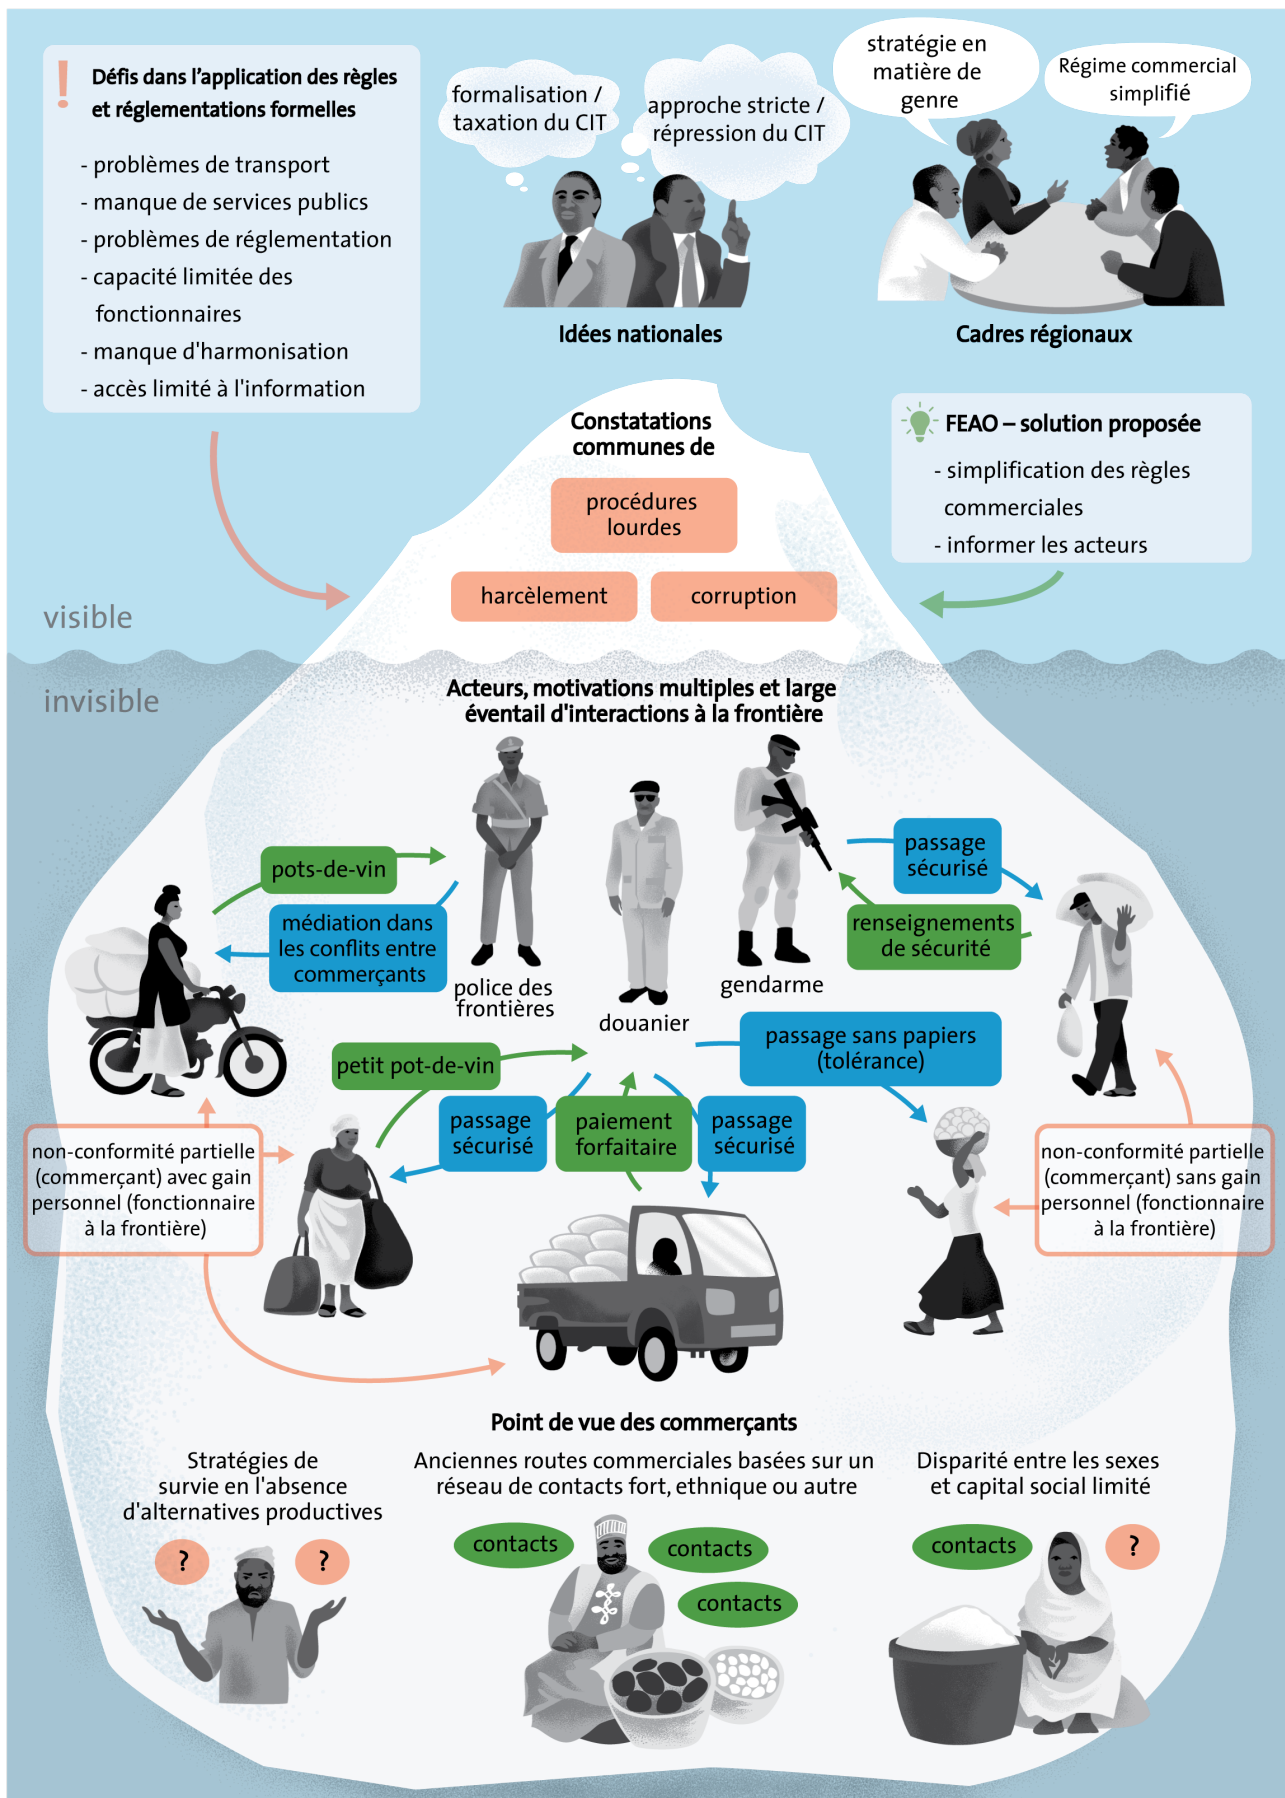 !
Défis dans l’application des règles
et réglementations formelles
- problèmes de transport
- manque de services publics
- problèmes de réglementation
- capacité limitée des
fonctionnaires
- manque d'harmonisation
- accès limité à l'information
formalisation /
taxation du CIT
approche stricte /
répression du CIT
Idées nationales
stratégie en
matière de
genre
Régime commercial
simplifié
Cadres régionaux
Constatations
communes de
procédures
lourdes
harcèlement
corruption
FEAO – solution proposée
- simplification des règles
commerciales
- informer les acteurs
visible
invisible
Acteurs, motivations multiples et large
éventail d'interactions à la frontière
pots-de-vin
médiation dans
les conflits entre
commerçants
police des
frontières
douanier
gendarme
passage
sécurisé
renseignements
de sécurité
petit pot-de-vin
passage
sécurisé
paiement
forfaitaire
passage
sécurisé
passage sans papiers
(tolérance)
non-conformité partielle
(commerçant) avec gain
personnel (fonctionnaire
à la frontière)
non-conformité partielle
(commerçant) sans gain
personnel (fonctionnaire
à la frontière)
Point de vue des commerçants
Stratégies de
survie en l'absence
d'alternatives productives
?
?
Anciennes routes commerciales basées sur un
réseau de contacts fort, ethnique ou autre
contacts
contacts
contacts
Disparité entre les sexes
et capital social limité
contacts
?